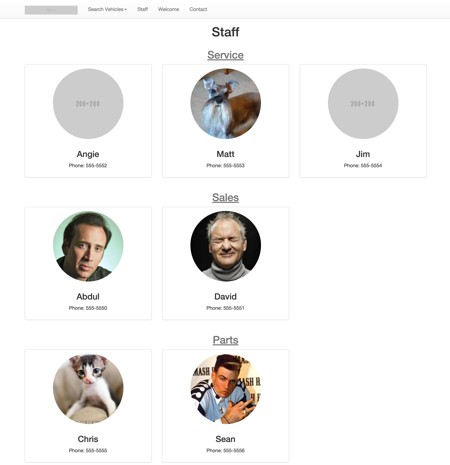 Search Vehicles Staff Welcome Contact
Staff
Service
200×200
200×200
Angie
Matt
Jim
Phone: 555-5552
Phone: 555-5553
Phone: 555-5554
Sales
Abdul
David
Phone: 555-5550
Phone: 555-5551
Parts
MASH H
Chris
Sean
Phone: 555-5555
Phone: 555-5556